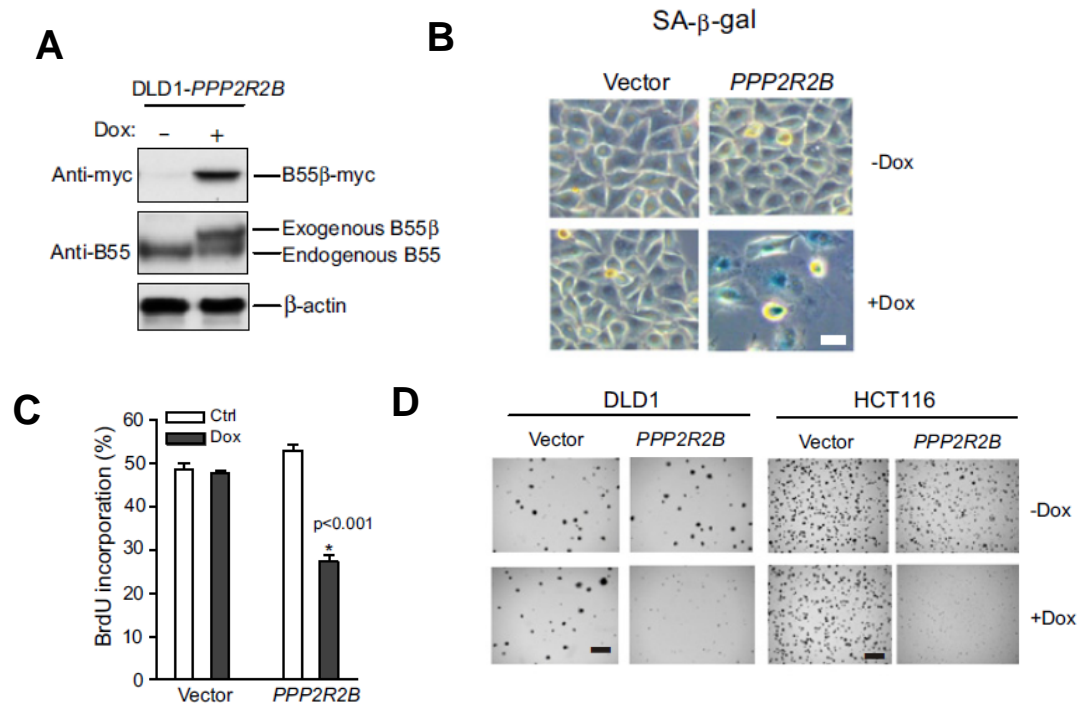 A
DLD1-PPP2R2B
Dox: – +
Anti-myc B55β-myc
Anti-B55 Exogenous B55β
Endogenous B55
β-actin
B
SA-β-gal
Vector PPP2R2B
-Dox
+Dox
C
BrdU incorporation (%)
60
50
40
30
20
10
0
Ctrl
Dox
p<0.001
*
Vector PPP2R2B
D
DLD1 HCT116
Vector PPP2R2B Vector PPP2R2B
-Dox
+Dox